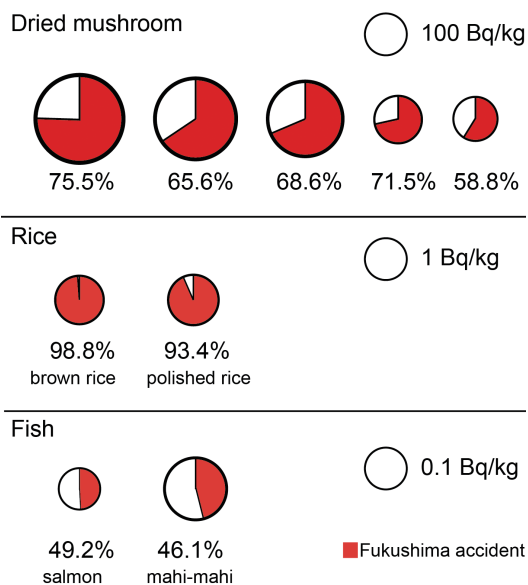 Dried mushroom
100 Bq/kg
75.5% 65.6% 68.6% 71.5% 58.8%
Rice
1 Bq/kg
98.8% 93.4%
brown rice polished rice
Fish
0.1 Bq/kg
49.2% 46.1%
salmon mahi-mahi
Fukushima accident